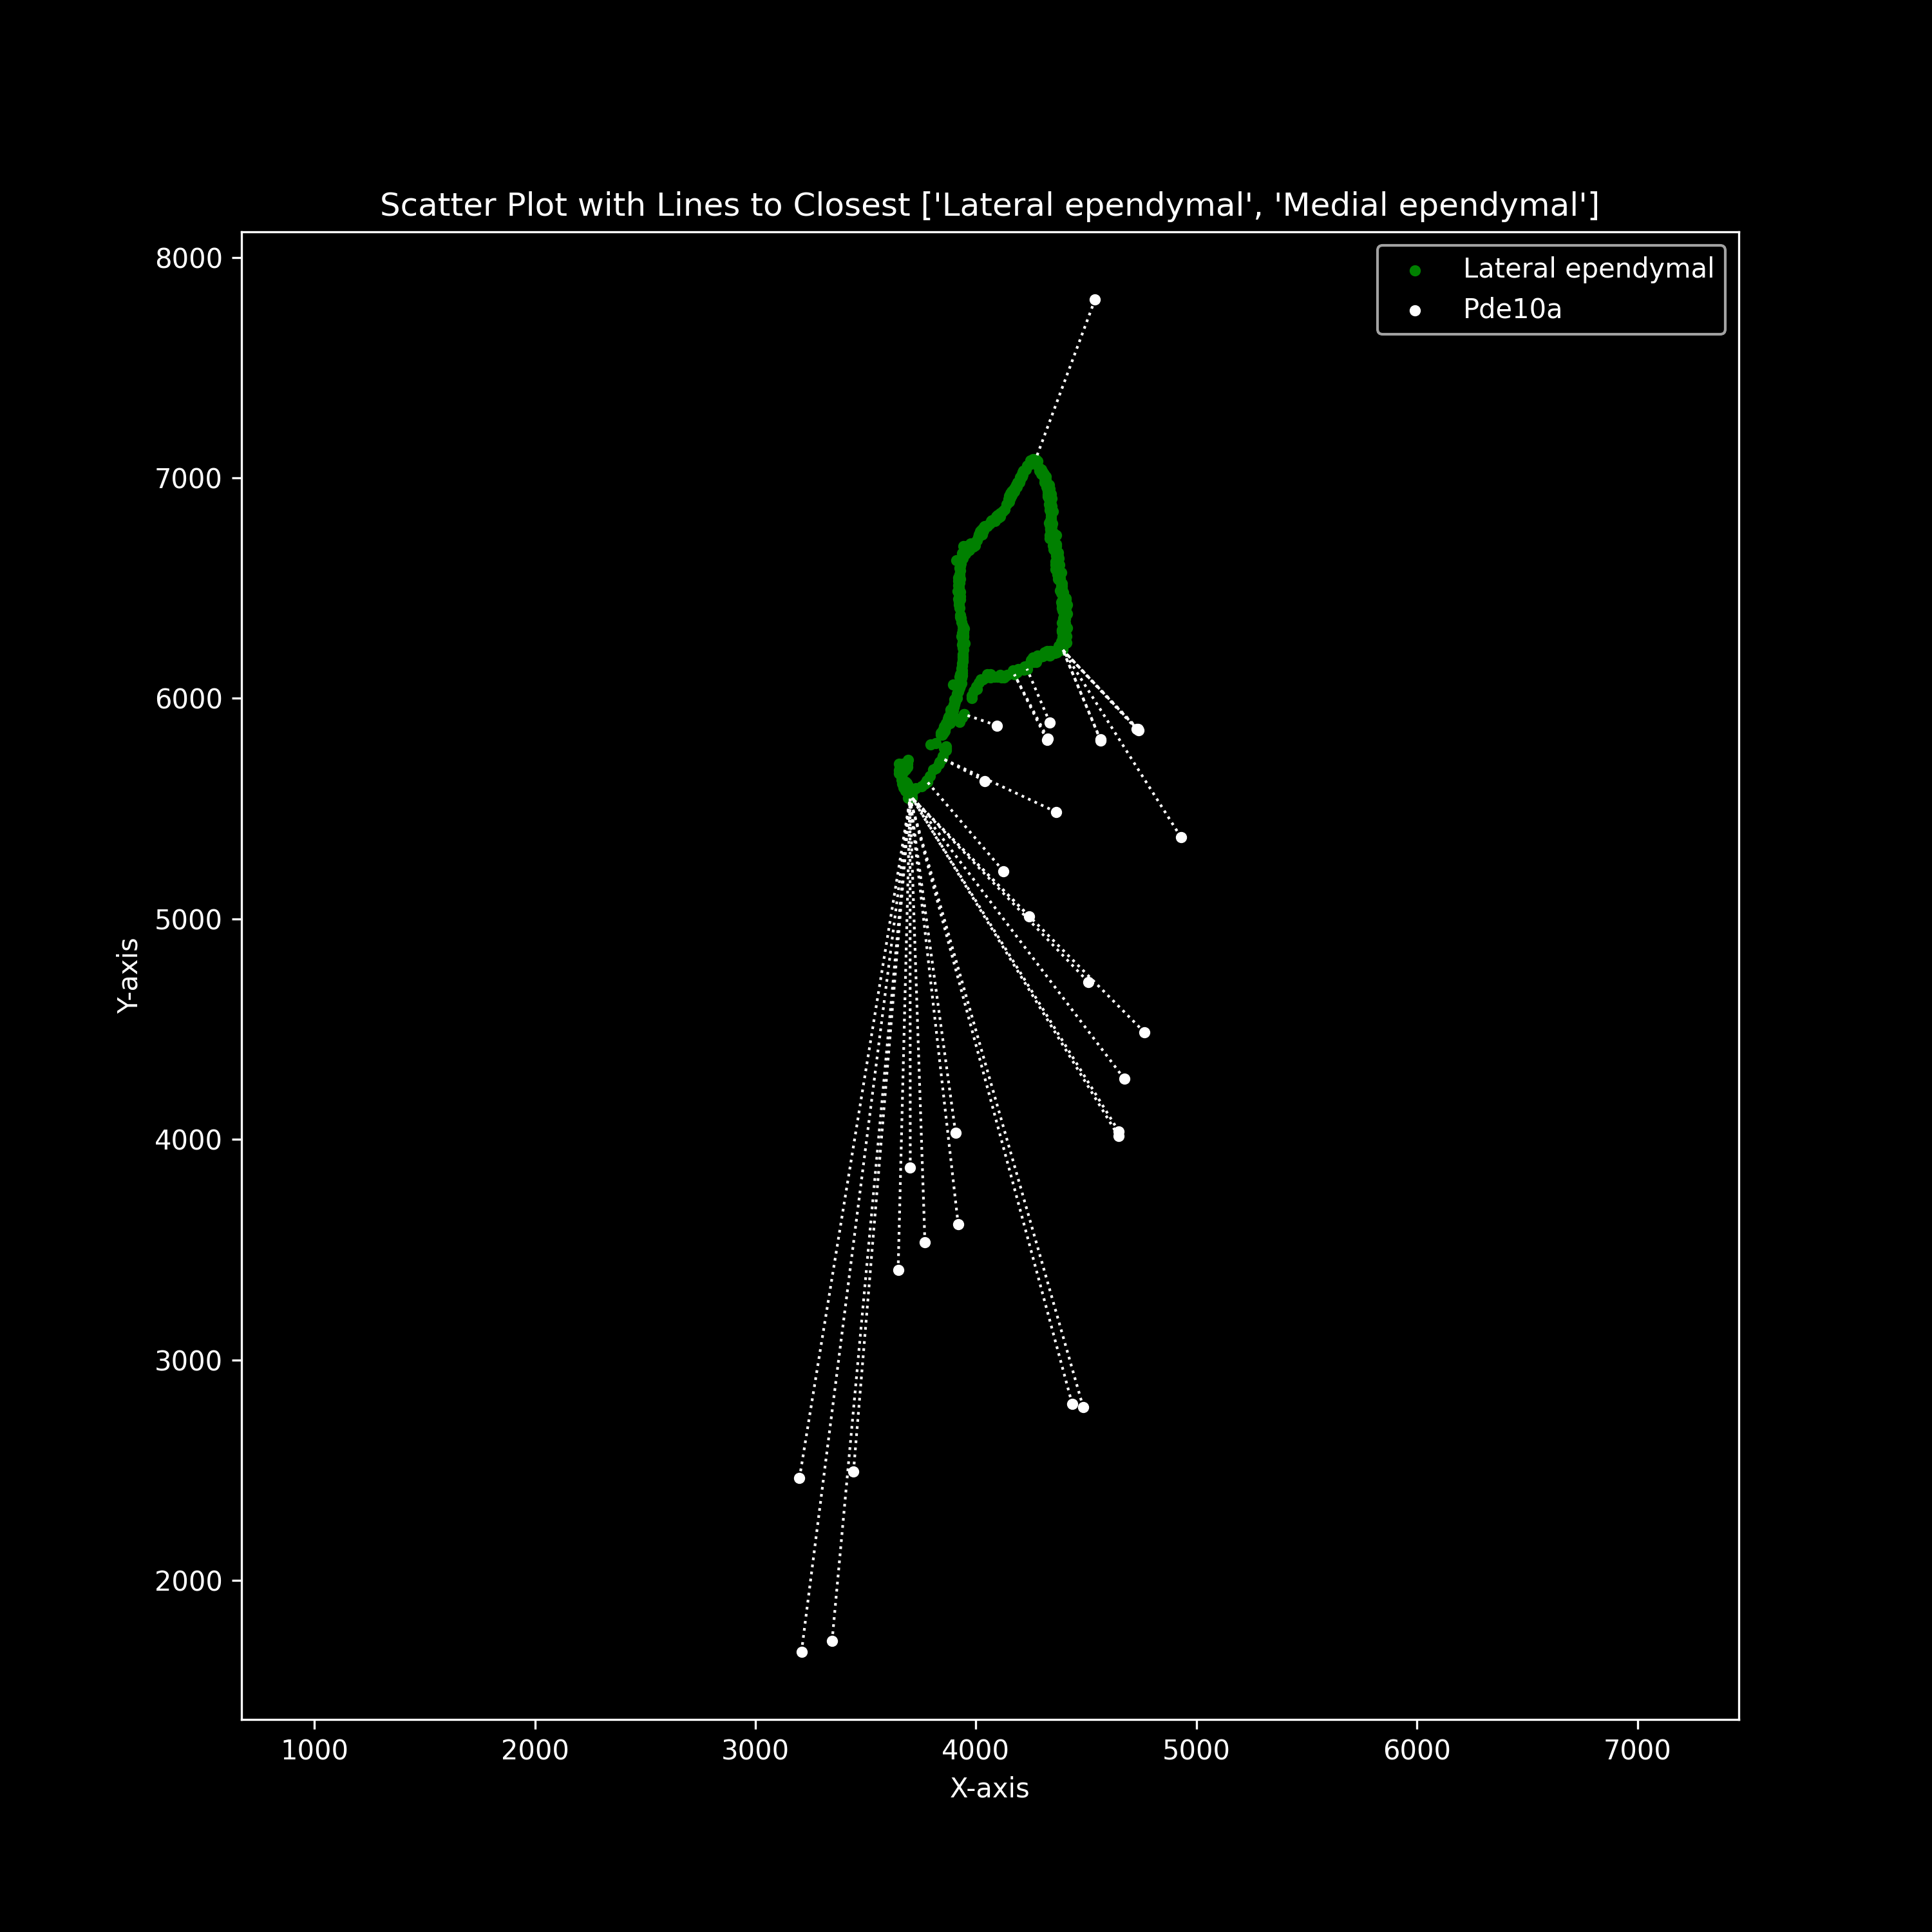 Scatter Plot with Lines to Closest ['Lateral ependymal', 'Medial ependymal']
Lateral ependymal
Pde10a
8000
7000
6000
5000
4000
3000
2000
Y-axis
1000 2000 3000 4000 5000 6000 7000
X-axis